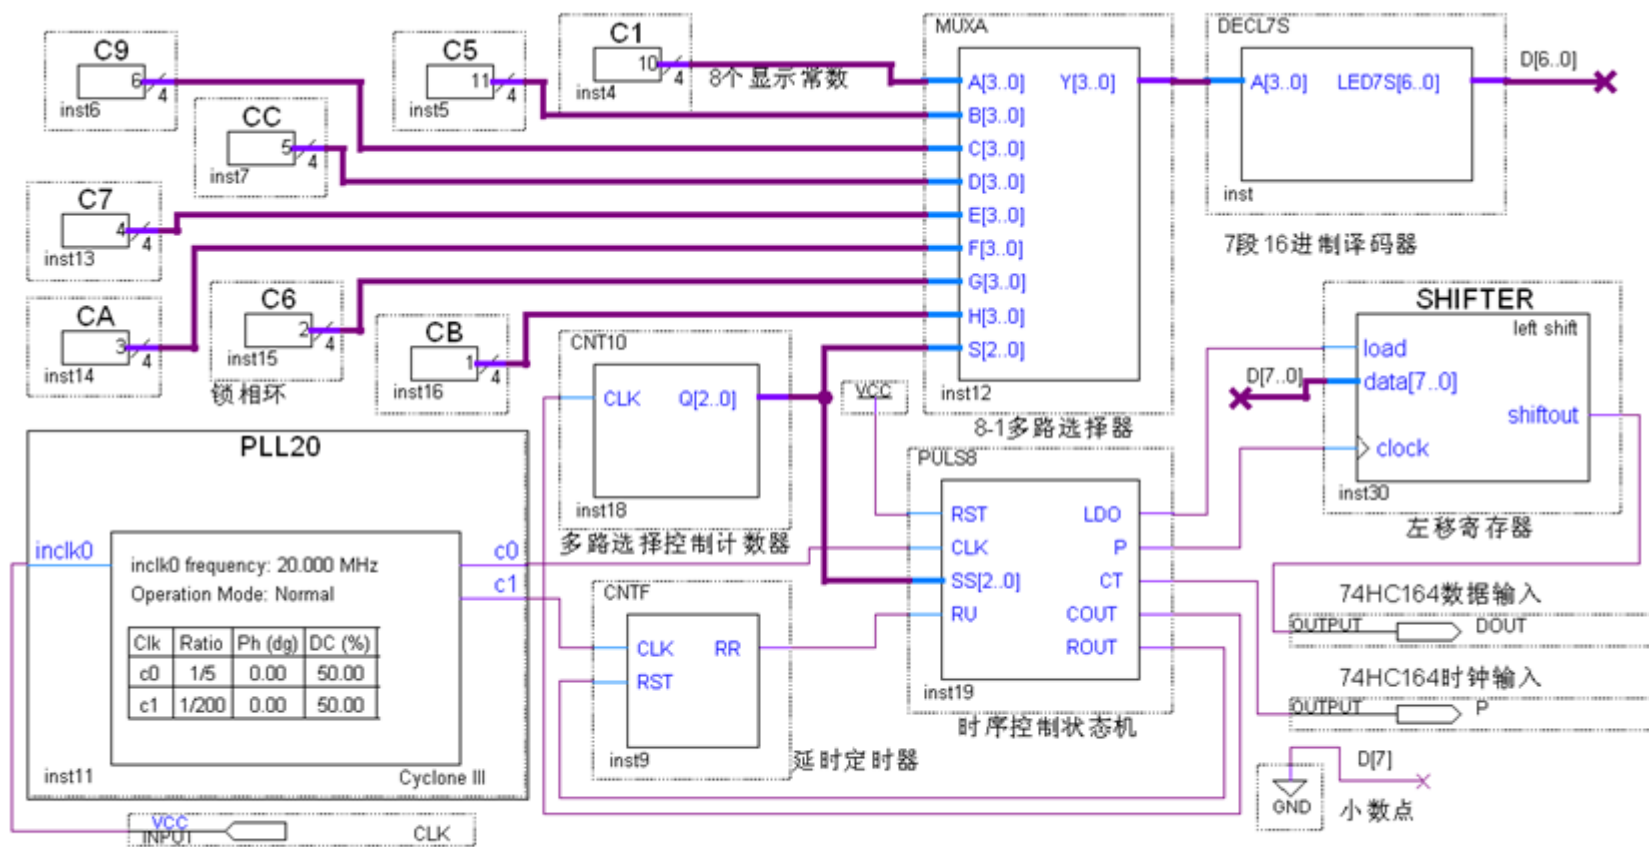 C9
6
4
inst6
CC
5
4
inst7
C5
11
4
inst5
C1
10
4
inst4
8个显示常数
C7
4
4
inst13
CA
3
4
inst14
C6
2
4
inst15
锁相环
CB
1
4
inst16
MUXA
A[3..0]
Y[3..0]
B[3..0]
C[3..0]
D[3..0]
E[3..0]
F[3..0]
G[3..0]
H[3..0]
S[2..0]
inst12
8-1多路选择器
DECL7S
A[3..0]
LED7S[6..0]
inst
D[6..0]
7段16进制译码器
CNT10
CLK
Q[2..0]
inst18
多路选择控制计数器
VCC
SHIFTER
left shift
load
data[7..0]
shiftout
clock
inst30
D[7..0]
左移寄存器
PLL20
inclk0
c0
c1
inclk0 frequency: 20.000 MHz
Operation Mode: Normal
Clk Ratio Ph (dg) DC (%)
c0 1/5 0.00 50.00
c1 1/200 0.00 50.00
inst11
Cyclone III
CNTF
CLK
RR
RST
inst9
延时定时器
PULS8
RST
LDO
CLK
P
SS[2..0]
CT
RU
COUT
ROUT
inst19
时序控制状态机
74HC164数据输入
OUTPUT
DOUT
74HC164时钟输入
OUTPUT
P
D[7]
GND
小数点
VCC
INPUT
CLK